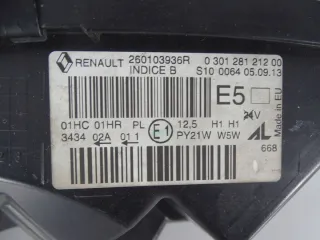 RENAULT 260103936R 0 301 281 212 00
INDICE B S10 0064 05.09.13
E5
Made in EU
24V
01HC 01HR PL E1 12,5 H1 H1 AL
3434 02A 01 1 PY21W W5W 668